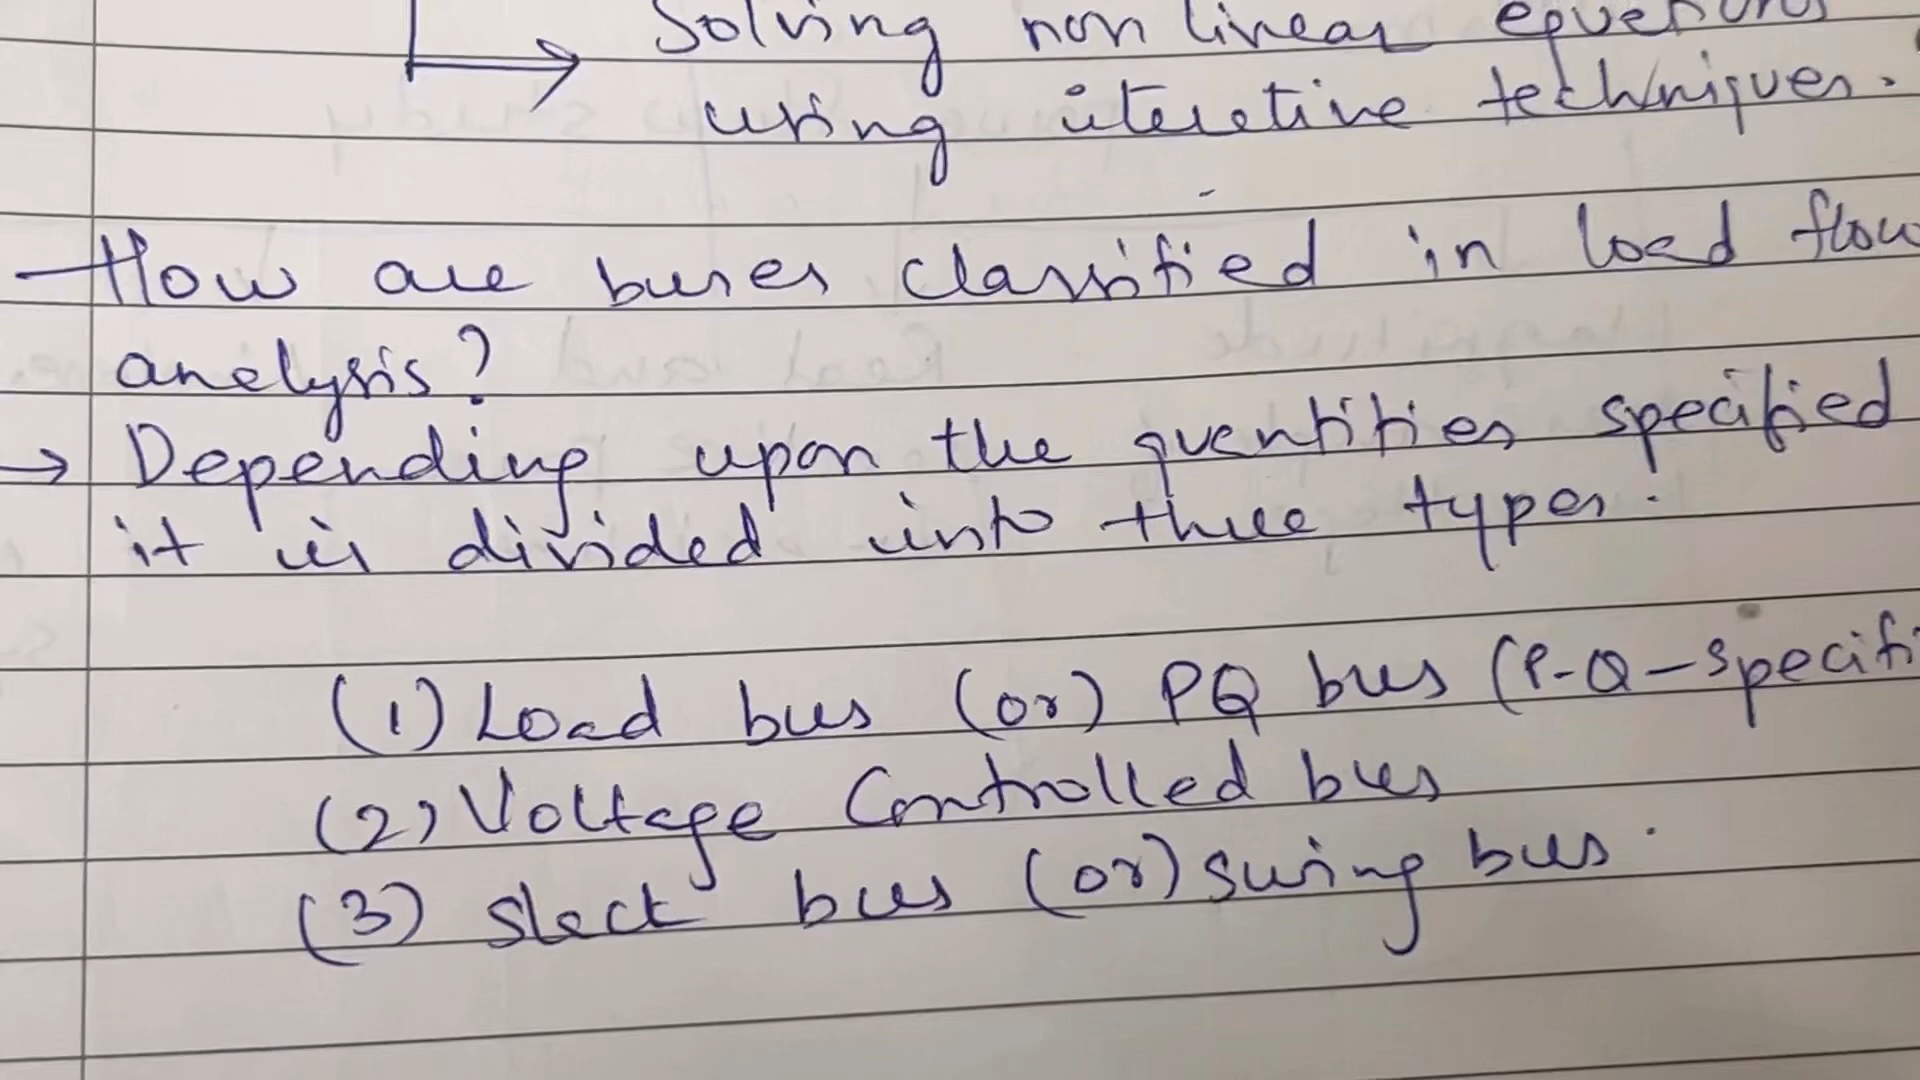 Solving non linear equations
using iterative techniques.
How are buses classified in load flow
analysis?
→ Depending upon the quantities specified
it is divided into three types.
(1) Load bus (or) PQ bus (P-Q-specifi
(2) Voltage Controlled bus
(3) slack bus (or) swing bus.